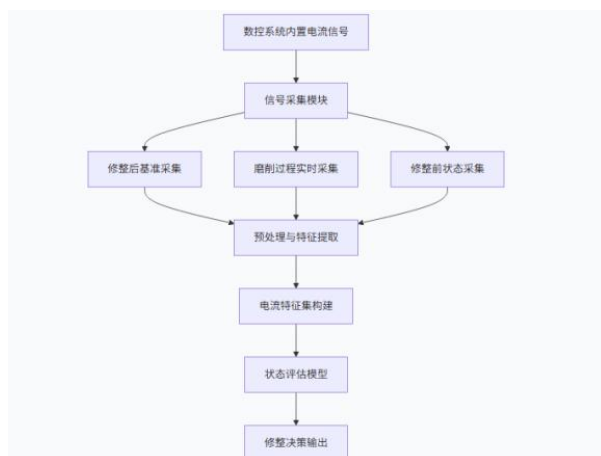 数控系统内置电流信号
信号采集模块
修整后基准采集
磨削过程实时采集
修整前状态采集
预处理与特征提取
电流特征集构建
状态评估模型
修整决策输出